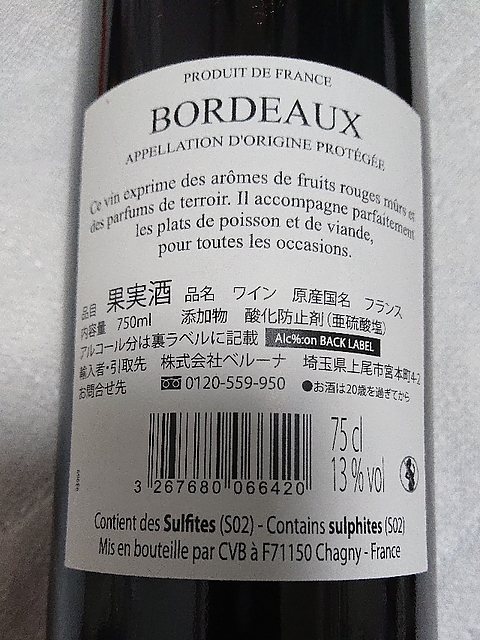 PRODUIT DE FRANCE
BORDEAUX
APPELLATION D'ORIGINE PROTÉGÉE
Ce vin exprime des arômes de fruits rouges mûrs et
des parfums de terroir. Il accompagne parfaitement
les plats de poisson et de viande,
pour toutes les occasions.
品目 果実酒 品名 ワイン 原産国名 フランス
内容量 750ml 添加物 酸化防止剤(亜硫酸塩)
アルコール分は裏ラベルに記載 Alc%:on BACK LABEL
輸入者・引取先 株式会社ベルーナ 埼玉県上尾市宮本町4-2
お問合せ先 0120-559-950 ●お酒は20歳を過ぎてから
75 cl
13 % vol
3 267680 066420
Contient des Sulfites (SO2) - Contains sulphites (SO2)
Mis en bouteille par CVB à F71150 Chagny - France